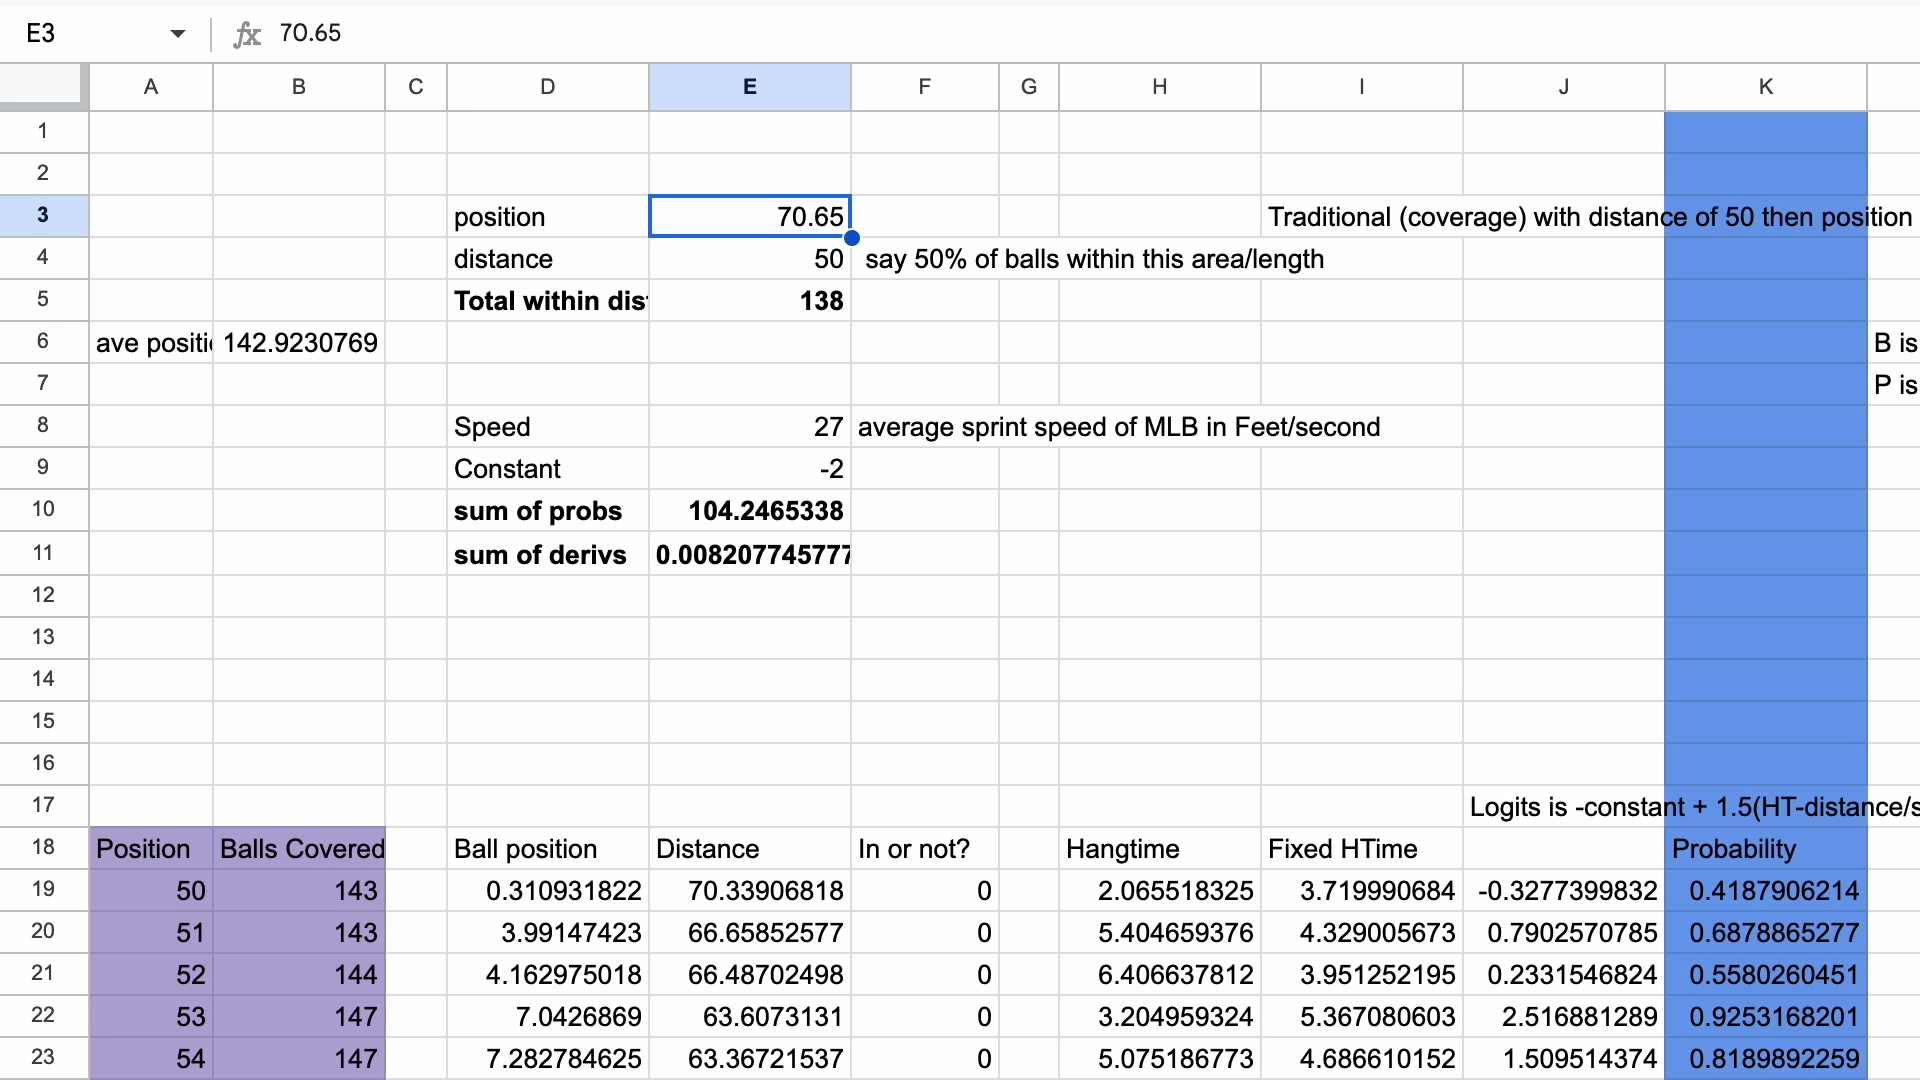 E3 fx 70.65
A B C D E F G H I J K
1
2
3 position 70.65 Traditional (coverage) with distance of 50 then position
4 distance 50 say 50% of balls within this area/length
5 Total within dis 138
6 ave positi 142.9230769 B is
7 P is
8 Speed 27 average sprint speed of MLB in Feet/second
9 Constant -2
10 sum of probs 104.2465338
11 sum of derivs 0.008207745777
12
13
14
15
16
17 Logits is -constant + 1.5(HT-distance/s
18 Position Balls Covered Ball position Distance In or not? Hangtime Fixed HTime Probability
19 50 143 0.310931822 70.33906818 0 2.065518325 3.719990684 -0.3277399832 0.4187906214
20 51 143 3.99147423 66.65852577 0 5.404659376 4.329005673 0.7902570785 0.6878865277
21 52 144 4.162975018 66.48702498 0 6.406637812 3.951252195 0.2331546824 0.5580260451
22 53 147 7.0426869 63.6073131 0 3.204959324 5.367080603 2.516881289 0.9253168201
23 54 147 7.282784625 63.36721537 0 5.075186773 4.686610152 1.509514374 0.8189892259